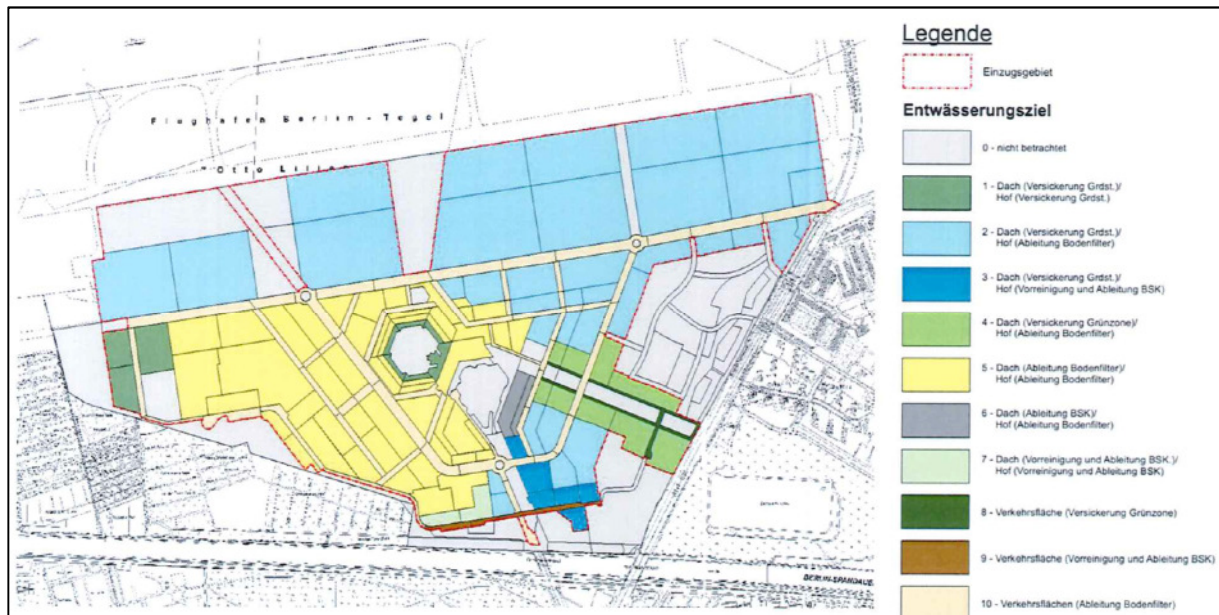 Flughafen Berlin - Tegel
"Otto Lilien
BERLIN-SPANDAUE
Legende
Einzugsgebiet
Entwässerungsziel
0 - nicht betrachtet
1 - Dach (Versickerung Grdst.)/
Hof (Versickerung Grdst.)
2 - Dach (Versickerung Grdst.)/
Hof (Ableitung Bodenfilter)
3 - Dach (Versickerung Grdst.)/
Hof (Vorreinigung und Ableitung BSK)
4 - Dach (Versickerung Grünzone)/
Hof (Ableitung Bodenfilter)
5 - Dach (Ableitung Bodenfilter)/
Hof (Ableitung Bodenfilter)
6 - Dach (Ableitung BSK)/
Hof (Ableitung Bodenfilter)
7 - Dach (Vorreinigung und Ableitung BSK.)/
Hof (Vorreinigung und Ableitung BSK)
8 - Verkehrsfläche (Versickerung Grünzone)
9 - Verkehrsfläche (Vorreinigung und Ableitung BSK)
10 - Verkehrsflächen (Ableitung Bodenfilter)